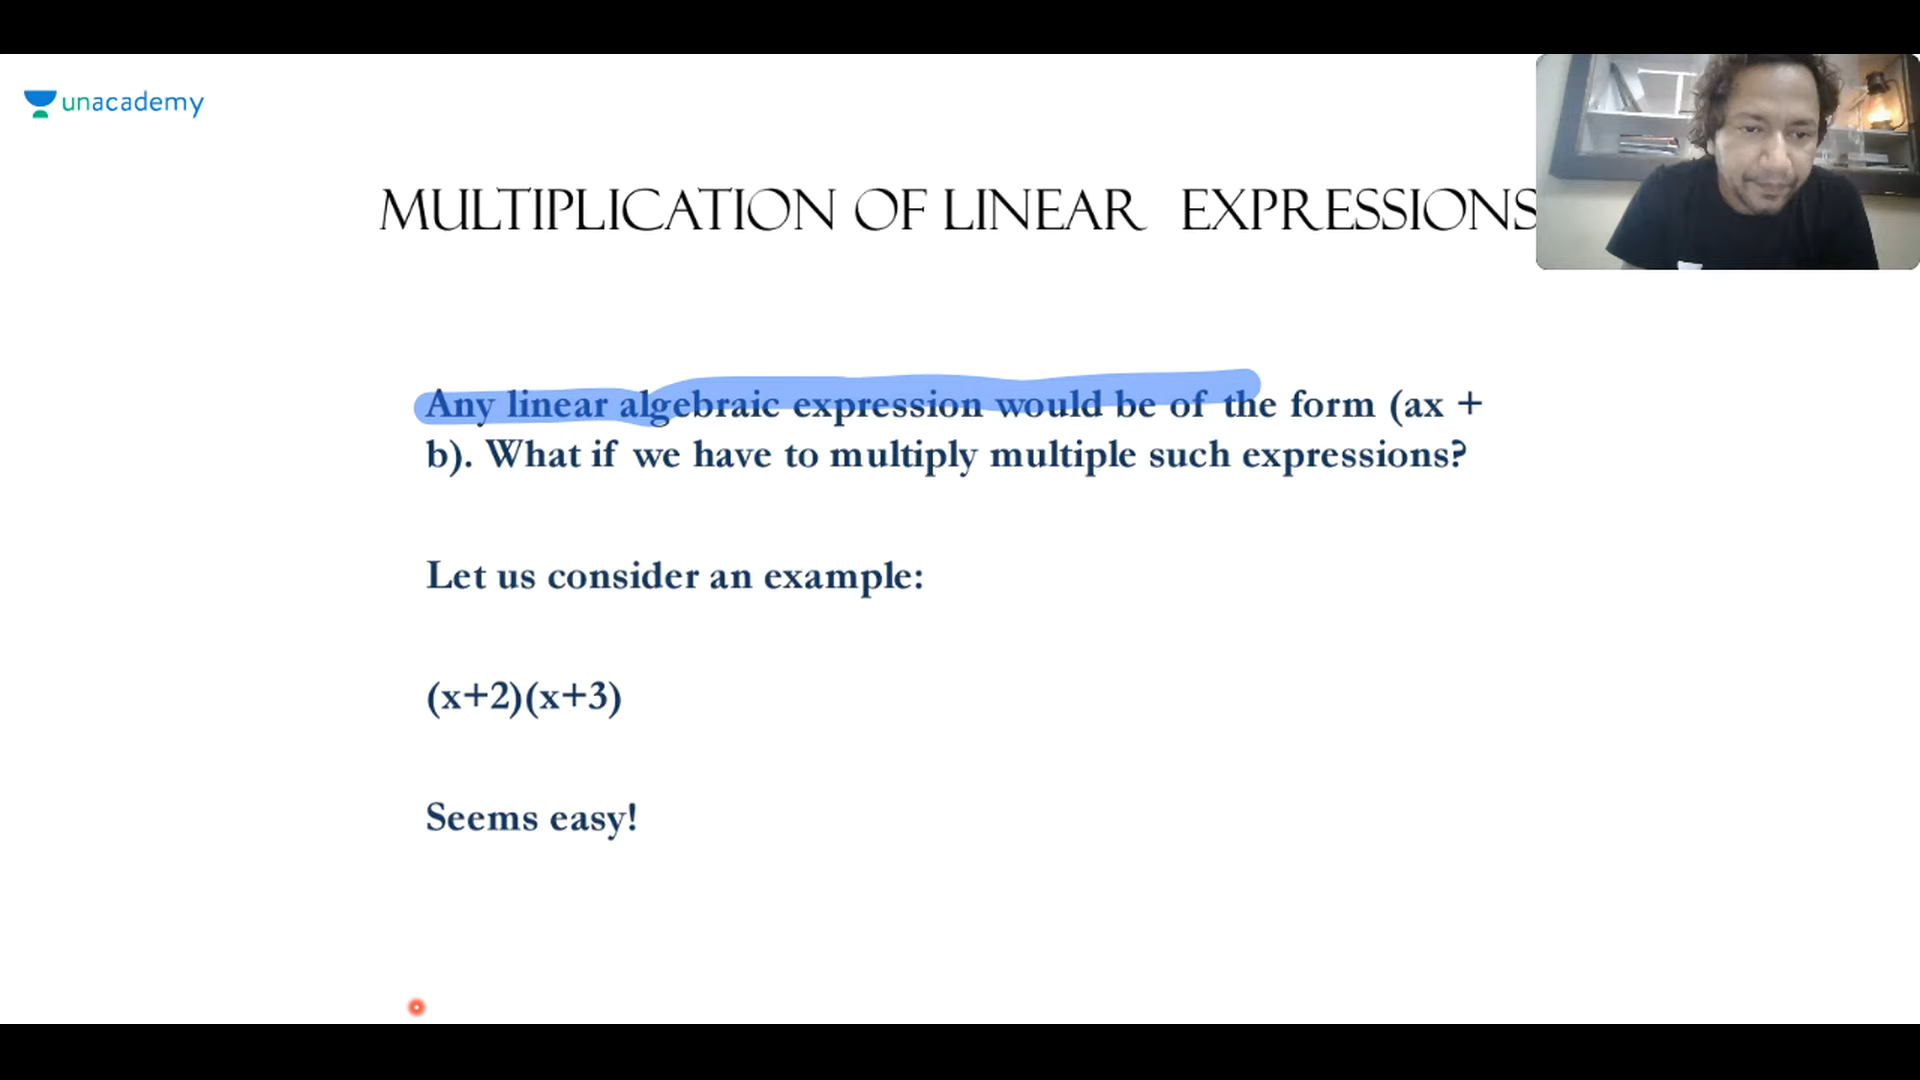 unacademy
MULTIPLICATION OF LINEAR EXPRESSIONS
Any linear algebraic expression would be of the form (ax +
b). What if we have to multiply multiple such expressions?
Let us consider an example:
(x+2)(x+3)
Seems easy!